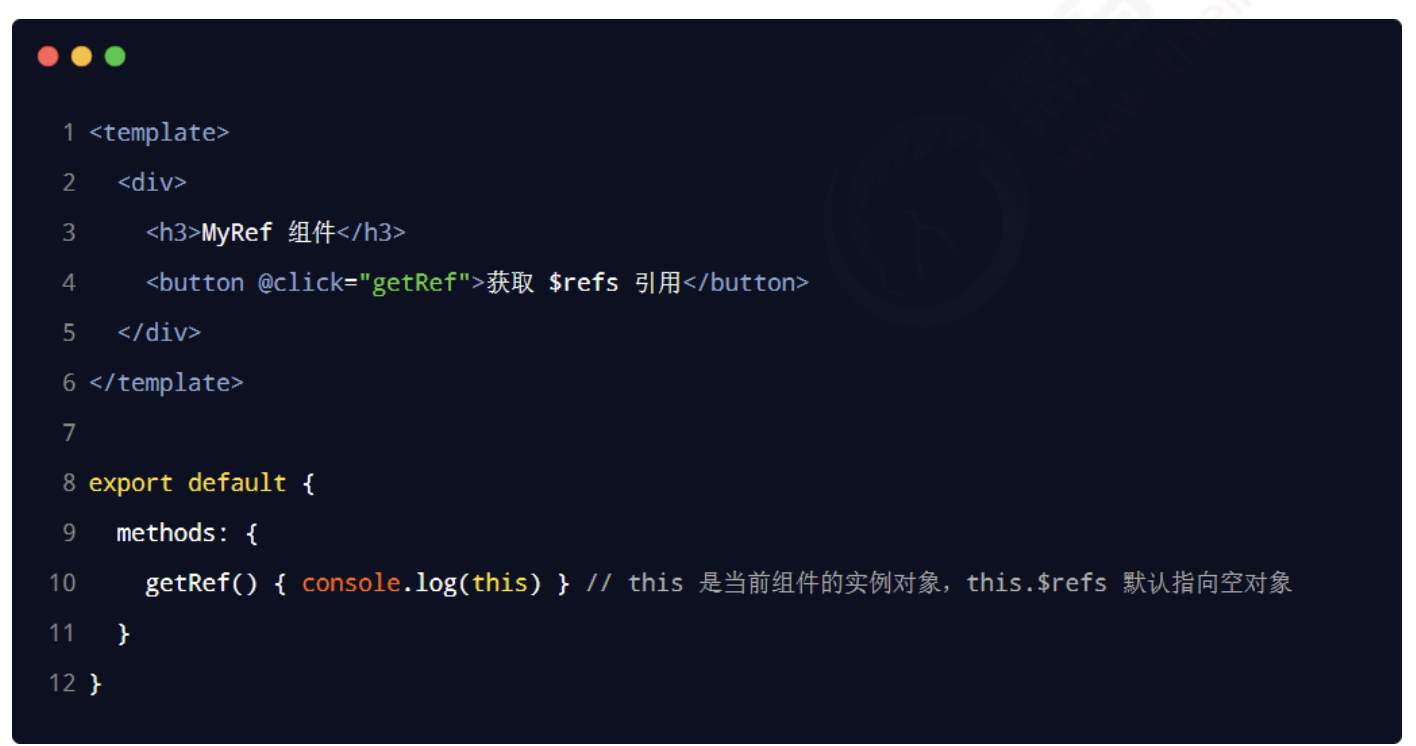 1 <template>
2   <div>
3     <h3>MyRef 组件</h3>
4     <button @click="getRef">获取 $refs 引用</button>
5   </div>
6 </template>
7
8 export default {
9   methods: {
10     getRef() { console.log(this) } // this 是当前组件的实例对象，this.$refs 默认指向空对象
11   }
12 }